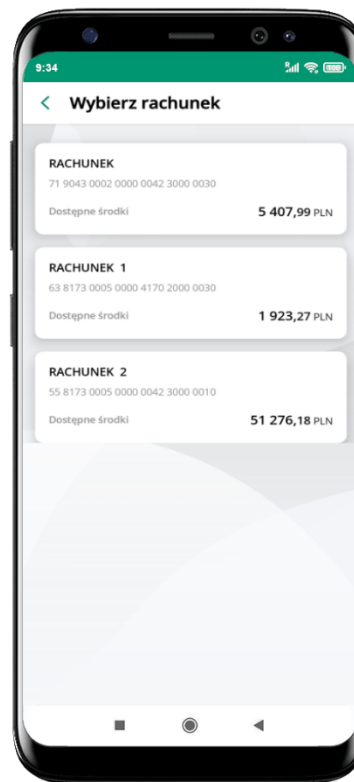 9:34
Wybierz rachunek
RACHUNEK
71 9043 0002 0000 0042 3000 0030
Dostępne środki 5 407,99 PLN
RACHUNEK 1
63 8173 0005 0000 4170 2000 0030
Dostępne środki 1 923,27 PLN
RACHUNEK 2
55 8173 0005 0000 0042 3000 0010
Dostępne środki 51 276,18 PLN